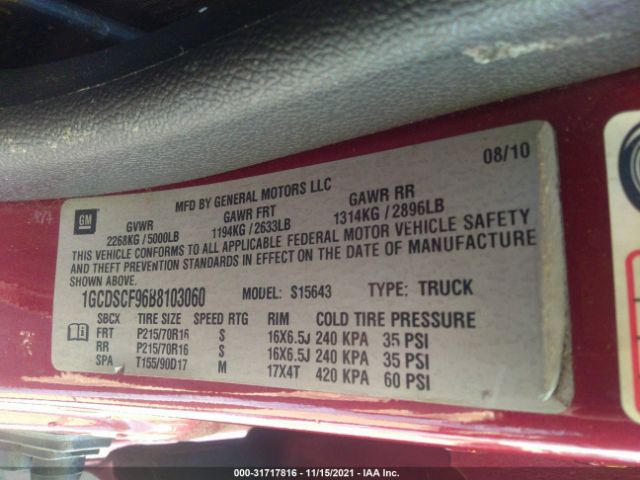 08/10
MFD BY GENERAL MOTORS LLC
GM
GVWR GAWR FRT GAWR RR
2268KG / 5000LB 1194KG / 2633LB 1314KG / 2896LB
THIS VEHICLE CONFORMS TO ALL APPLICABLE FEDERAL MOTOR VEHICLE SAFETY
AND THEFT PREVENTION STANDARDS IN EFFECT ON THE DATE OF MANUFACTURE
SHOWN ABOVE.
1GCDSCF96B8103060 MODEL: S15643 TYPE: TRUCK
SBCX TIRE SIZE SPEED RTG RIM COLD TIRE PRESSURE
FRT P215/70R16 S 16X6.5J 240 KPA 35 PSI
RR P215/70R16 S 16X6.5J 240 KPA 35 PSI
SPA T155/90D17 M 17X4T 420 KPA 60 PSI
000-31717816 - 11/15/2021 - IAA Inc.